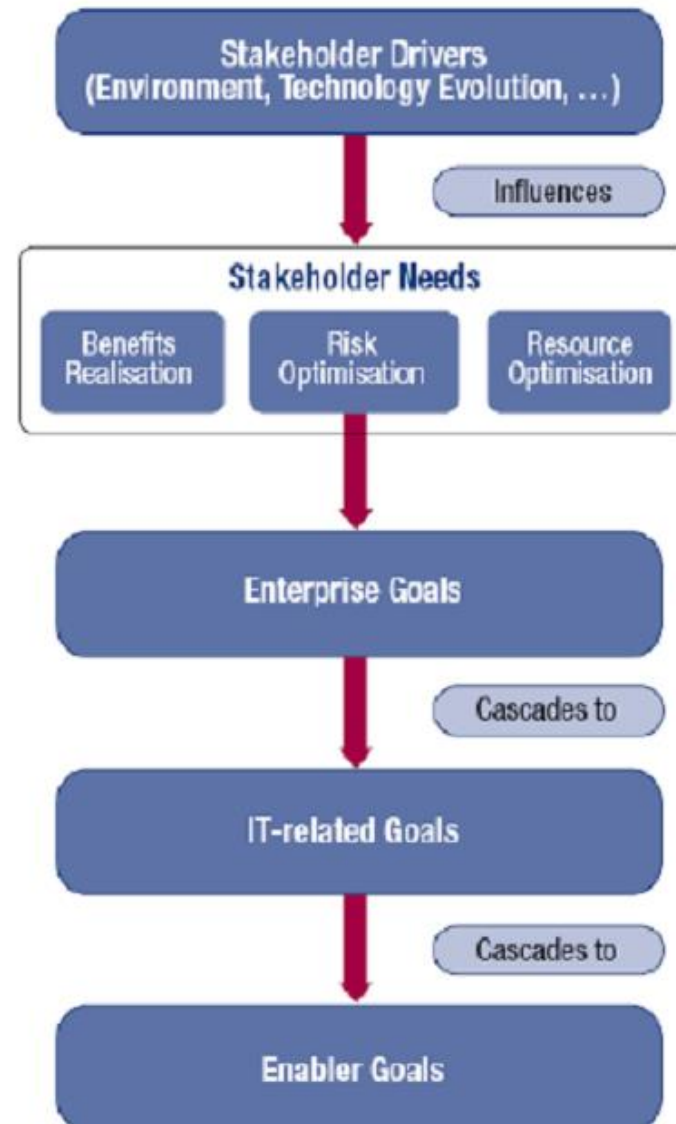 Stakeholder Drivers
(Environment, Technology Evolution, …)
Influences
Stakeholder Needs
Benefits
Realisation
Risk
Optimisation
Resource
Optimisation
Enterprise Goals
Cascades to
IT-related Goals
Cascades to
Enabler Goals